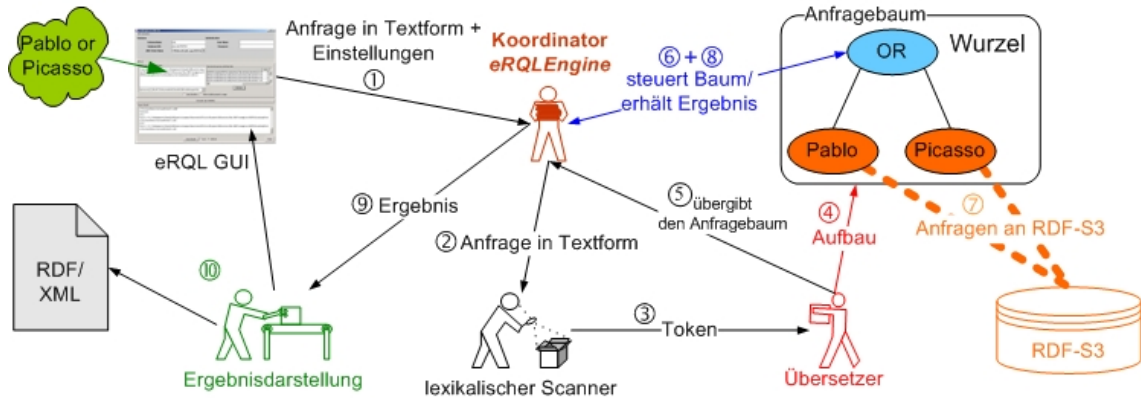 Pablo or
Picasso
eRQL GUI
Anfrage in Textform +
Einstellungen
①
Koordinator
eRQLEngine
⑥ + ⑧
steuert Baum/
erhält Ergebnis
Anfragebaum
Wurzel
OR
Pablo
Picasso
⑦
Anfragen an RDF-S3
RDF-S3
④
Aufbau
⑤ übergibt
den Anfragebaum
⑨ Ergebnis
② Anfrage in Textform
③
Token
RDF/
XML
⑩
Ergebnisdarstellung
lexikalischer Scanner
Übersetzer